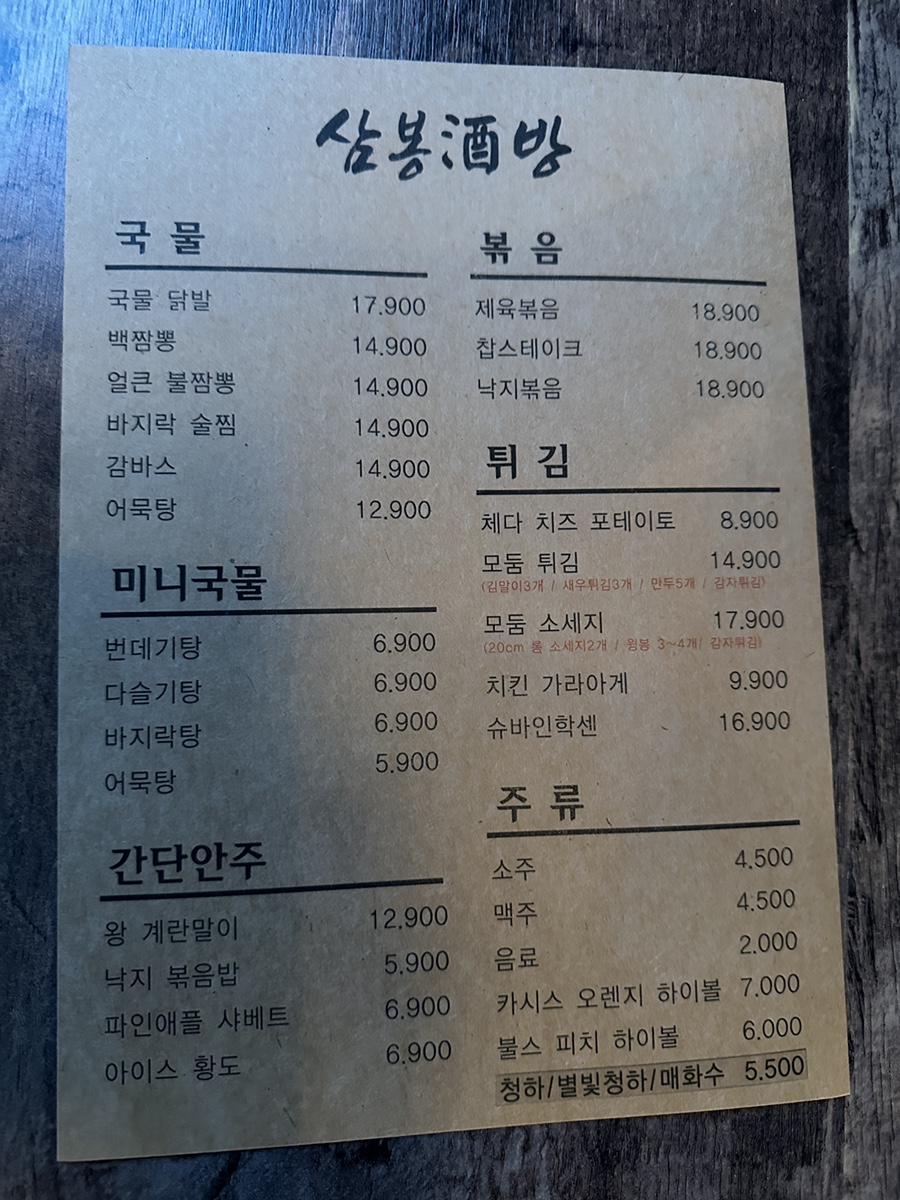 삼봉酒방
국물
국물 닭발 17.900
백짬뽕 14.900
얼큰 불짬뽕 14.900
바지락 술찜 14.900
감바스 14.900
어묵탕 12.900
미니국물
번데기탕 6.900
다슬기탕 6.900
바지락탕 6.900
어묵탕 5.900
간단안주
왕 계란말이 12.900
낙지 볶음밥 5.900
파인애플 샤베트 6.900
아이스 황도 6.900
볶음
제육볶음 18.900
찹스테이크 18.900
낙지볶음 18.900
튀김
체다 치즈 포테이토 8.900
모둠 튀김 14.900
(김말이3개 / 새우튀김3개 / 만두5개 / 감자튀김)
모둠 소세지 17.900
(20cm 롱 소세지2개 / 윙봉 3~4개/ 감자튀김)
치킨 가라아게 9.900
슈바인학센 16.900
주류
소주 4.500
맥주 4.500
음료 2.000
카시스 오렌지 하이볼 7.000
불스 피치 하이볼 6.000
청하/별빛청하/매화수 5.500